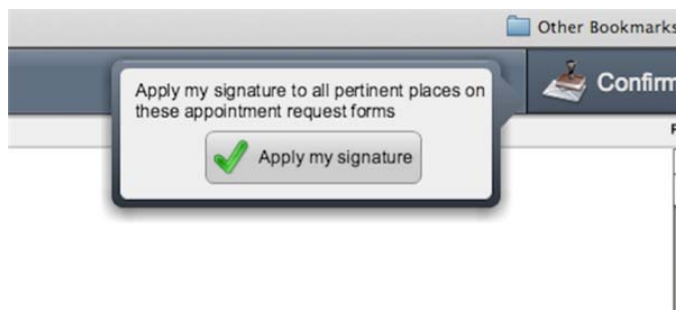 Other Bookmarks
Confirm
Apply my signature to all pertinent places on
these appointment request forms
Apply my signature